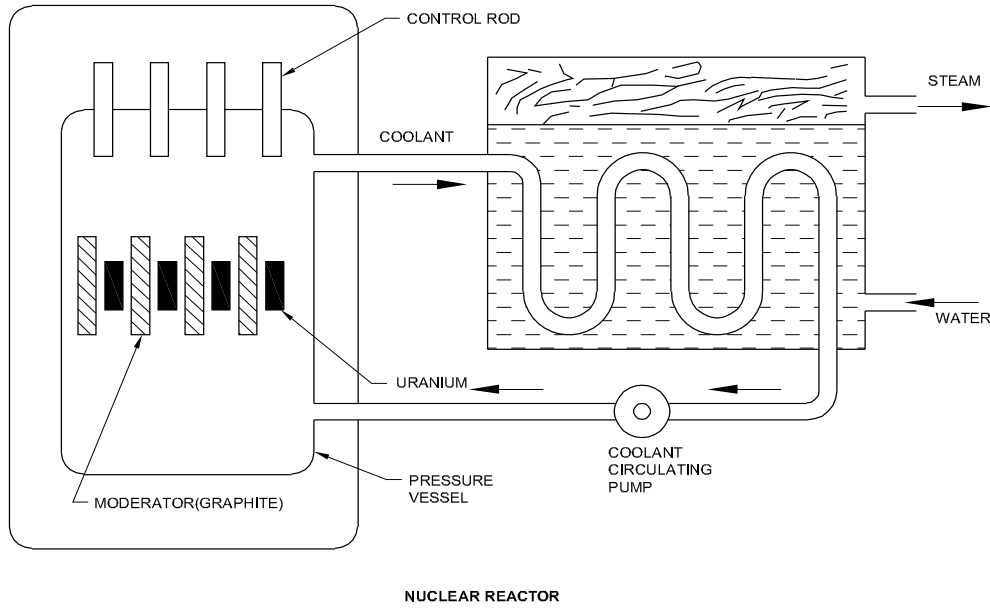 CONTROL ROD
STEAM
COOLANT
WATER
URANIUM
COOLANT
CIRCULATING
PUMP
PRESSURE
VESSEL
MODERATOR(GRAPHITE)
NUCLEAR REACTOR